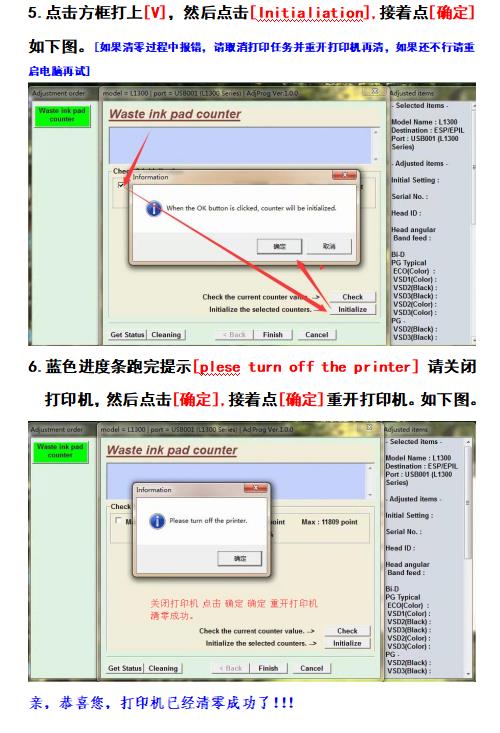 5.点击方框打上[V]，然后点击[Initialiation],接着点[确定]
如下图。[如果清零过程中报错，请取消打印任务并重开打印机再清，如果还不行请重
启电脑再试]
Adjustment order
model = L1300 | port = USB001 (L1300 Series) | AdjProg Ver.1.0.0
Adjusted items
Waste ink pad
counter
Waste ink pad counter
- Selected items -
Model Name : L1300
Destination : ESP/EPIL
Port : USB001 (L1300
Series)
- Adjusted items -
Initial Setting :
Serial No. :
Head ID :
Head angular
Band feed :
Bi-D
PG Typical
ECO(Color) :
VSD1(Color) :
VSD2(Black) :
VSD3(Black) :
VSD2(Color) :
VSD3(Color) :
PG -
VSD2(Black) :
VSD3(Black) :
Information
When the OK button is clicked, counter will be initialized.
确定
取消
Check the current counter value. -->
Check
Initialize the selected counters. -->
Initialize
Get Status
Cleaning
< Back
Finish
Cancel
6.蓝色进度条跑完提示[plese turn off the printer] 请关闭
打印机，然后点击[确定],接着点[确定]重开打印机。如下图。
Adjustment order
model = L1300 | port = USB001 (L1300 Series) | AdjProg Ver.1.0.0
Adjusted items
Waste ink pad
counter
Waste ink pad counter
- Selected items -
Model Name : L1300
Destination : ESP/EPIL
Port : USB001 (L1300
Series)
- Adjusted items -
Initial Setting :
Serial No. :
Head ID :
Head angular
Band feed :
Bi-D
PG Typical
ECO(Color) :
VSD1(Color) :
VSD2(Black) :
VSD3(Black) :
VSD2(Color) :
VSD3(Color) :
PG -
VSD2(Black) :
VSD3(Black) :
Information
Please turn off the printer.
确定
Check
point
Max : 11809 point
关闭打印机 点击 确定 确定 重开打印机
清零成功。
Check the current counter value. -->
Check
Initialize the selected counters. -->
Initialize
Get Status
Cleaning
< Back
Finish
Cancel
亲，恭喜您，打印机已经清零成功了!!!